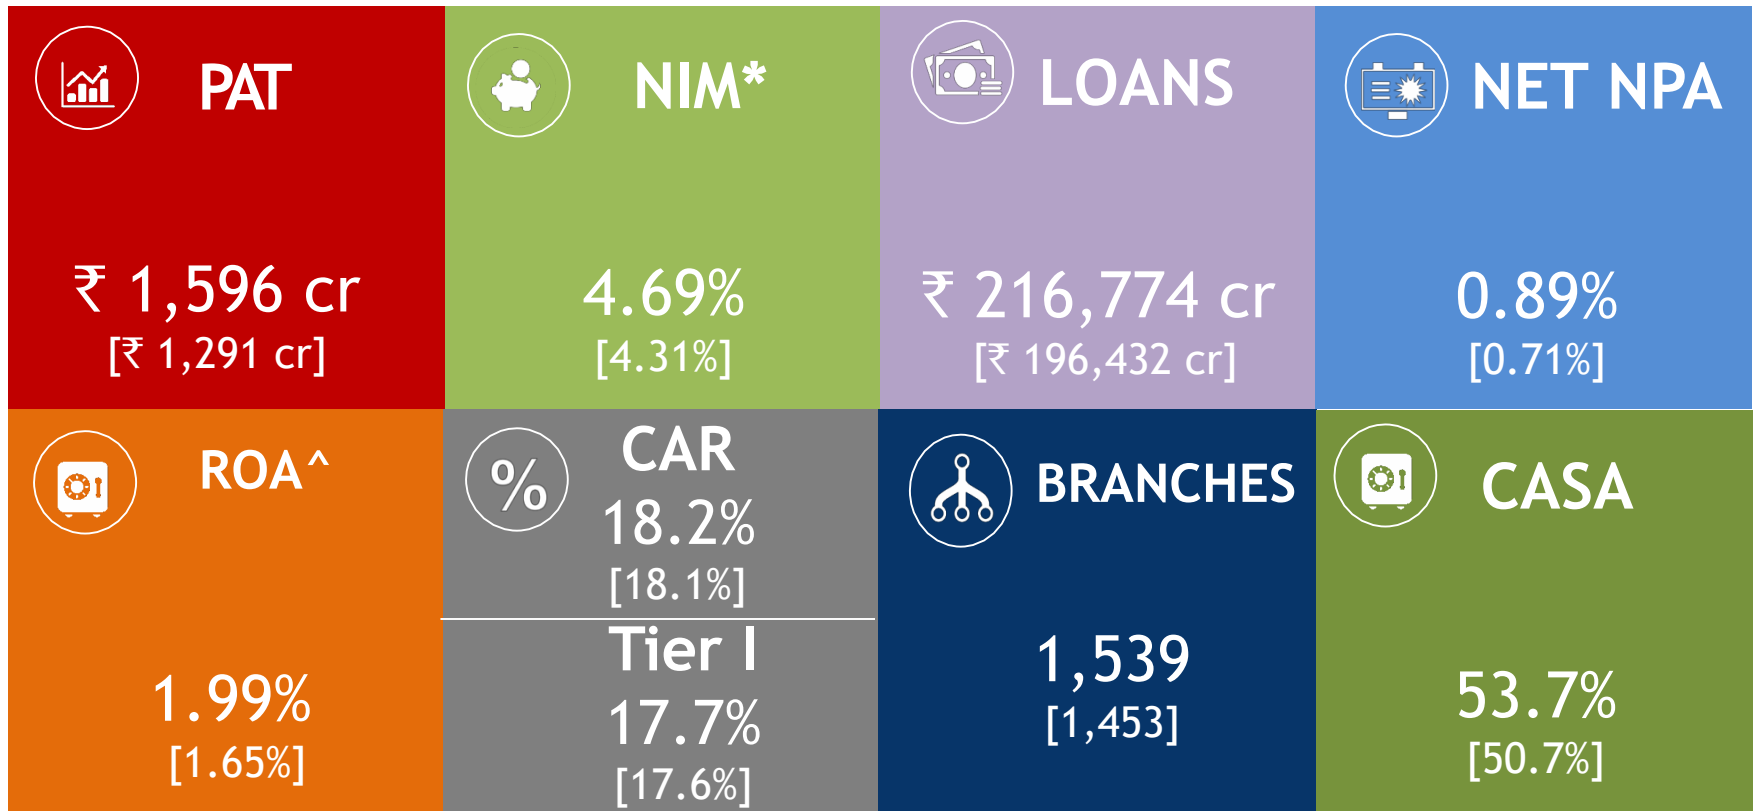 PAT
₹ 1,596 cr
[₹ 1,291 cr]
NIM*
4.69%
[4.31%]
LOANS
₹ 216,774 cr
[₹ 196,432 cr]
NET NPA
0.89%
[0.71%]
ROA^
1.99%
[1.65%]
%
CAR
18.2%
[18.1%]
Tier I
17.7%
[17.6%]
BRANCHES
1,539
[1,453]
CASA
53.7%
[50.7%]